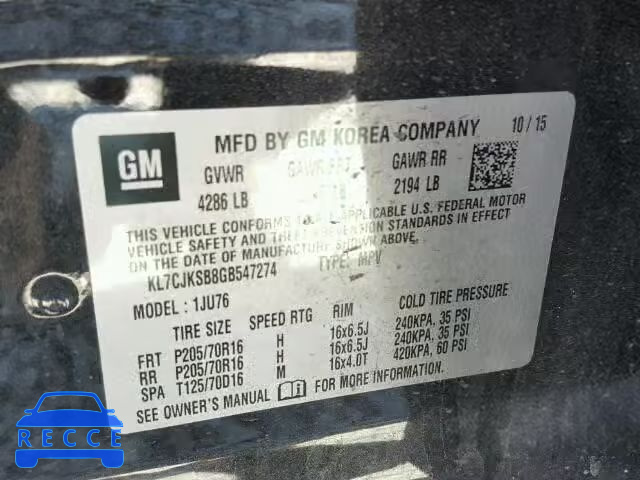 GM
MFD BY GM KOREA COMPANY 10/15
GVWR GAWR GAWR RR
4286 LB 2194 LB
THIS VEHICLE CONFORMS TO ALL APPLICABLE U.S. FEDERAL MOTOR
VEHICLE SAFETY AND THEFT PREVENTION STANDARDS IN EFFECT
ON THE DATE OF MANUFACTURE SHOWN ABOVE.
KL7CJKSB8GB547274 TYPE: MPV
MODEL: 1JU76
TIRE SIZE SPEED RTG RIM COLD TIRE PRESSURE
FRT P205/70R16 H 16x6.5J 240KPA, 35 PSI
RR P205/70R16 H 16x6.5J 240KPA, 35 PSI
SPA T125/70D16 M 16x4.0T 420KPA, 60 PSI
SEE OWNER'S MANUAL FOR MORE INFORMATION
RECCE